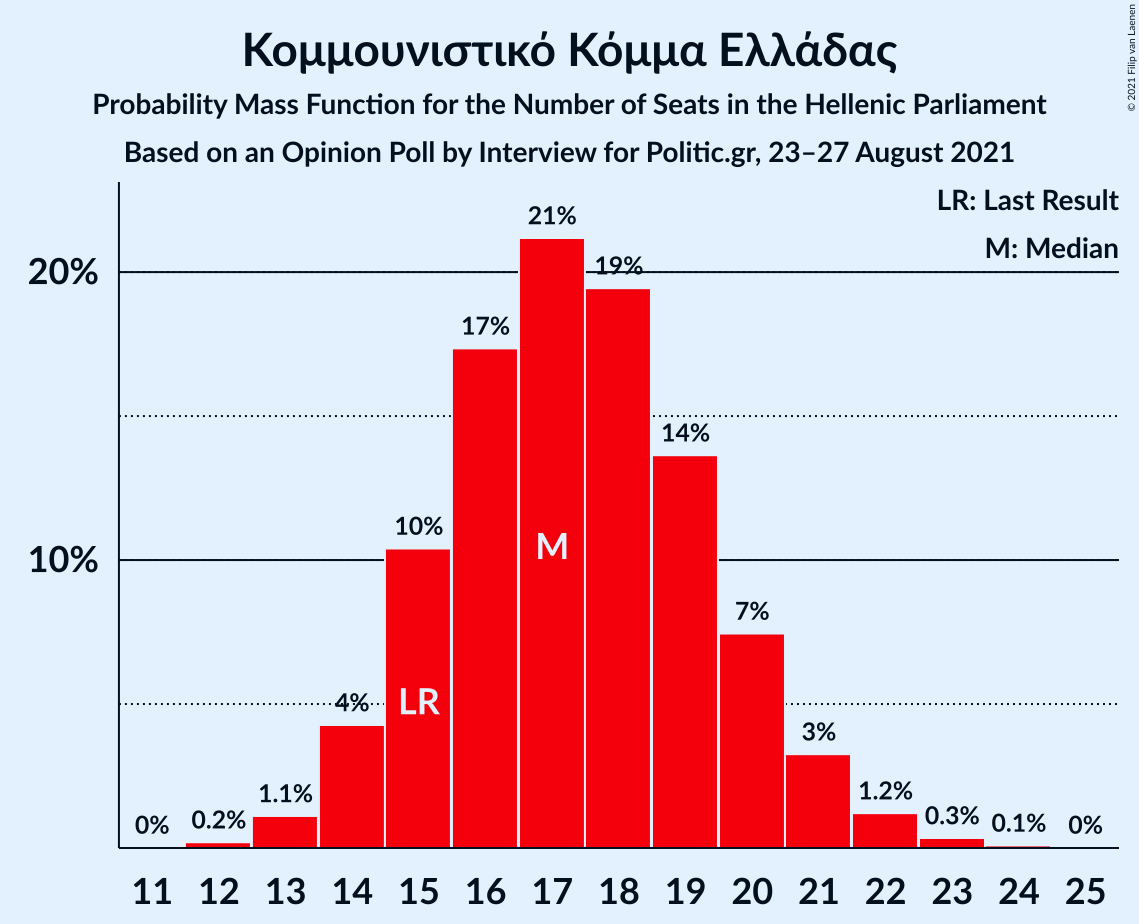 Κομμουνιστικό Κόμμα Ελλάδας
Probability Mass Function for the Number of Seats in the Hellenic Parliament
Based on an Opinion Poll by Interview for Politic.gr, 23–27 August 2021
© 2021 Filip van Laenen
LR: Last Result
M: Median
20%
10%
0%
0.2%
1.1%
4%
10%
17%
21%
19%
14%
7%
3%
1.2%
0.3%
0.1%
0%
LR
M
11 12 13 14 15 16 17 18 19 20 21 22 23 24 25